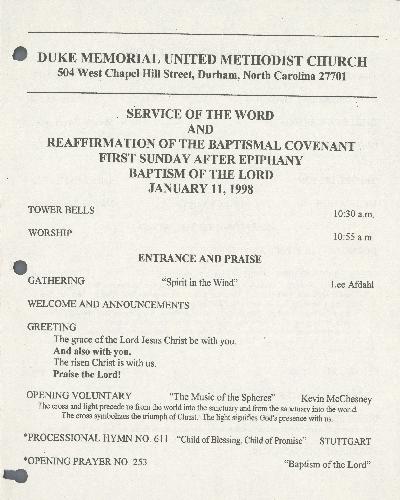 DUKE MEMORIAL UNITED METHODIST CHURCH
504 West Chapel Hill Street, Durham, North Carolina 27701
SERVICE OF THE WORD
AND
REAFFIRMATION OF THE BAPTISMAL COVENANT
FIRST SUNDAY AFTER EPIPHANY
BAPTISM OF THE LORD
JANUARY 11, 1998
TOWER BELLS 10:30 a.m.
WORSHIP 10:55 a.m.
ENTRANCE AND PRAISE
GATHERING "Spirit in the Wind" Lee Afdahl
WELCOME AND ANNOUNCEMENTS
GREETING
The grace of the Lord Jesus Christ be with you.
And also with you.
The risen Christ is with us.
Praise the Lord!
OPENING VOLUNTARY "The Music of the Spheres" Kevin McChesney
The cross and light precede us from the world into the sanctuary and from the sanctuary into the world.
The cross symbolizes the triumph of Christ. The light signifies God's presence with us.
*PROCESSIONAL HYMN NO. 611 "Child of Blessing, Child of Promise" STUTTGART
*OPENING PRAYER NO. 253 "Baptism of the Lord"